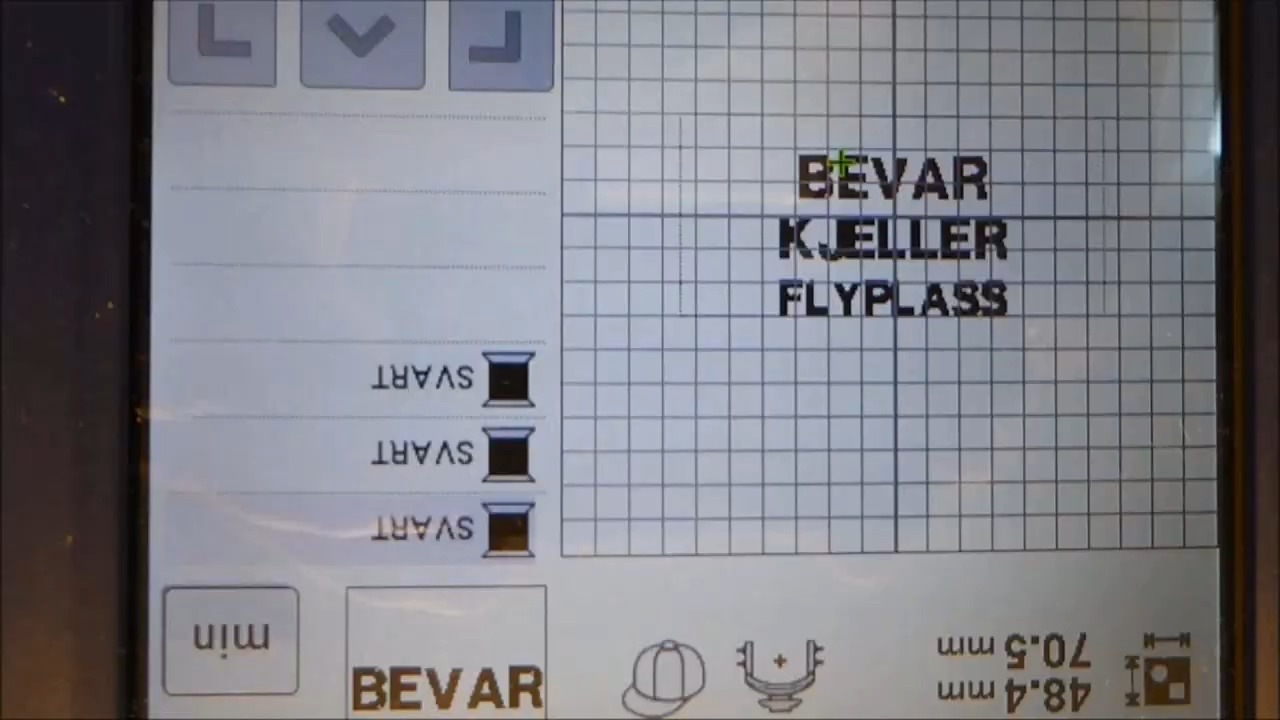 BEVAR
KJELLER
FLYPLASS
SVART
SVART
SVART
min
BEVAR
70.5 mm
48.4 mm